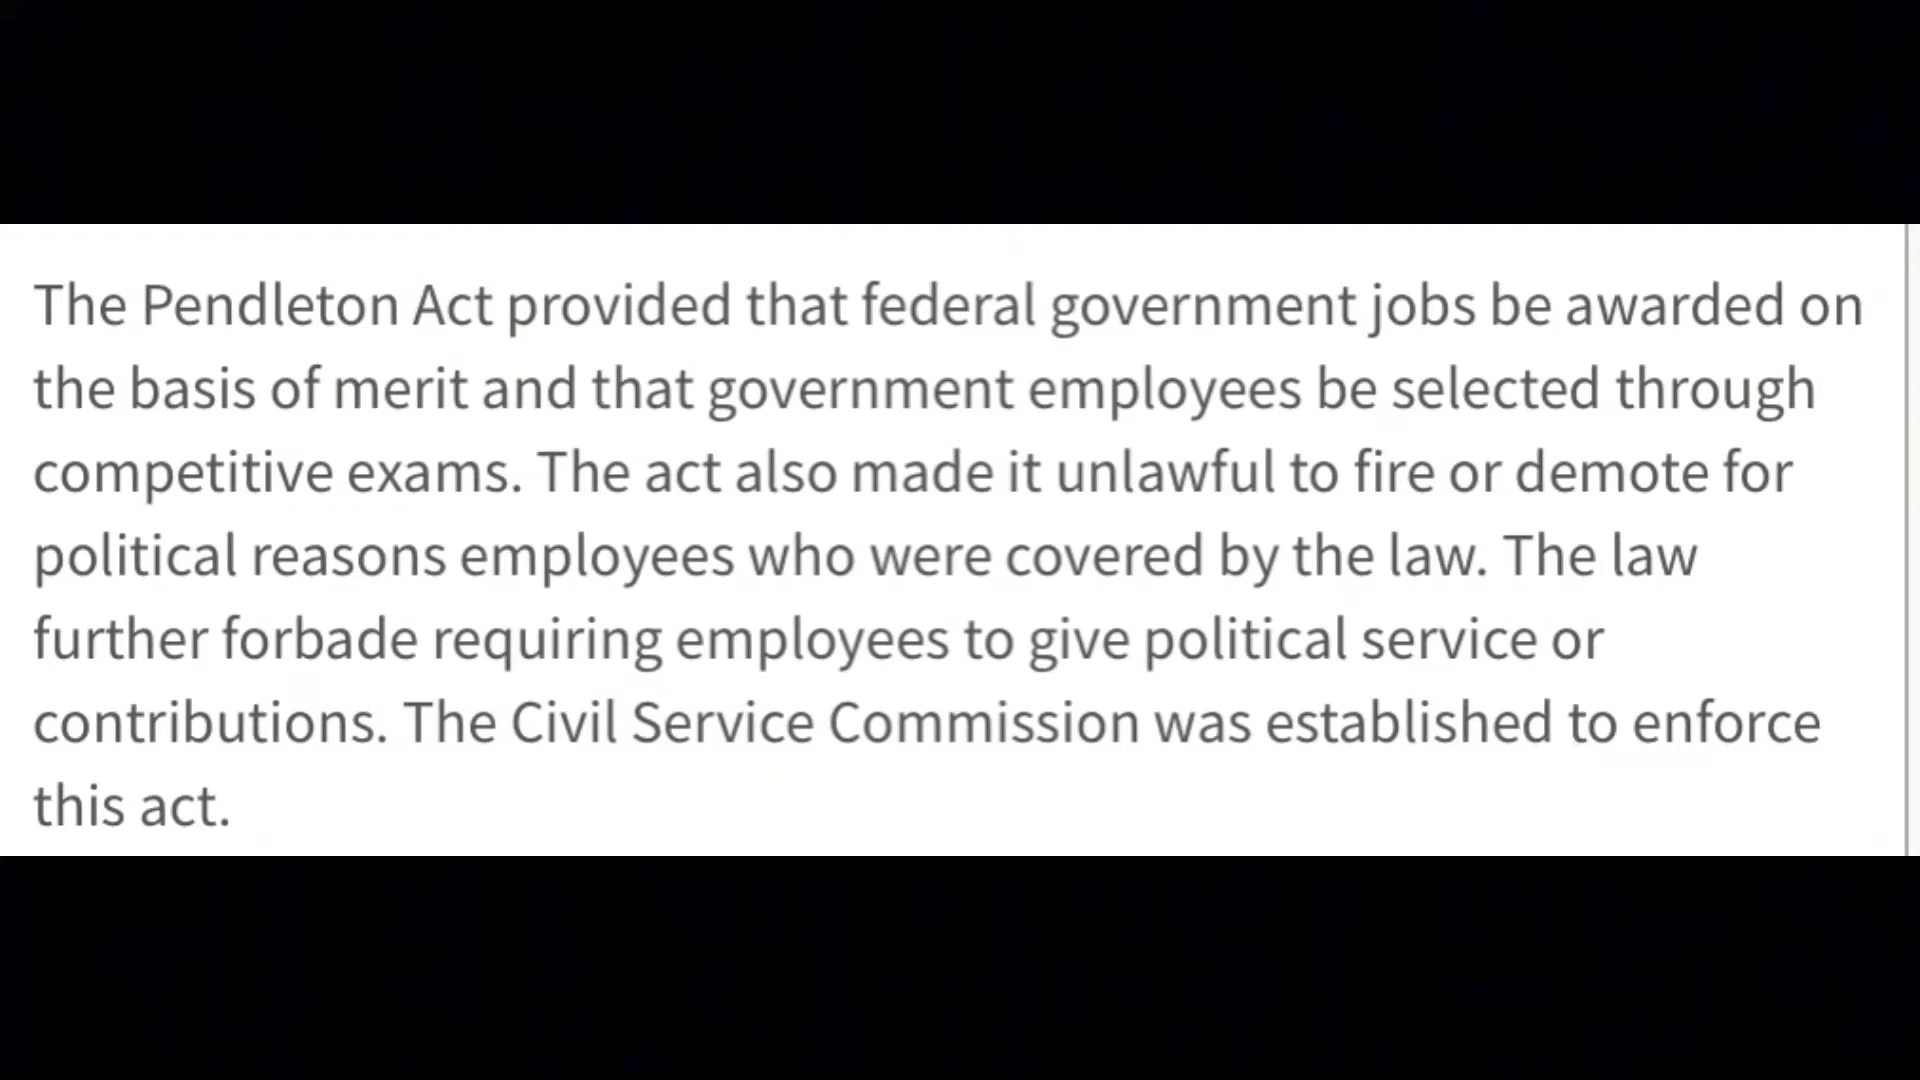 The Pendleton Act provided that federal government jobs be awarded on
the basis of merit and that government employees be selected through
competitive exams. The act also made it unlawful to fire or demote for
political reasons employees who were covered by the law. The law
further forbade requiring employees to give political service or
contributions. The Civil Service Commission was established to enforce
this act.